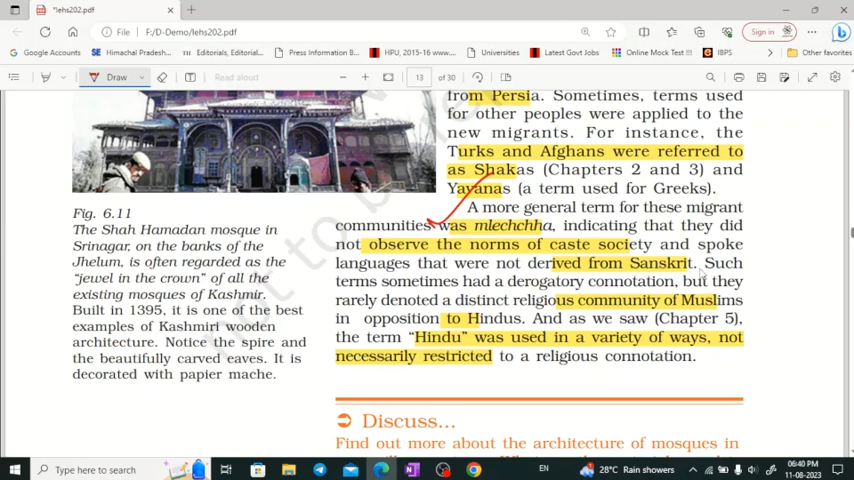 *lehs202.pdf
File
F:/D-Demo/lehs202.pdf
Sign in
Google Accounts
Himachal Pradesh...
Editorials, Editorial...
Press Information B...
HPU, 2015-16 www....
Universities
Latest Govt Jobs
Online Mock Test |...
IBPS
Other favorites
Draw
Read aloud
13
of 30
from Persia. Sometimes, terms used
for other peoples were applied to the
new migrants. For instance, the
Turks and Afghans were referred to
as Shakas (Chapters 2 and 3) and
Yavanas (a term used for Greeks).
A more general term for these migrant
communities was mlechchha, indicating that they did
not observe the norms of caste society and spoke
languages that were not derived from Sanskrit. Such
terms sometimes had a derogatory connotation, but they
rarely denoted a distinct religious community of Muslims
in opposition to Hindus. And as we saw (Chapter 5),
the term “Hindu” was used in a variety of ways, not
necessarily restricted to a religious connotation.
Fig. 6.11
The Shah Hamadan mosque in
Srinagar, on the banks of the
Jhelum, is often regarded as the
“jewel in the crown” of all the
existing mosques of Kashmir.
Built in 1395, it is one of the best
examples of Kashmir wooden
architecture. Notice the spire and
the beautifully carved eaves. It is
decorated with papier mache.
Discuss...
Find out more about the architecture of mosques in
Type here to search
EN
28°C Rain showers
06:40 PM
11-08-2023